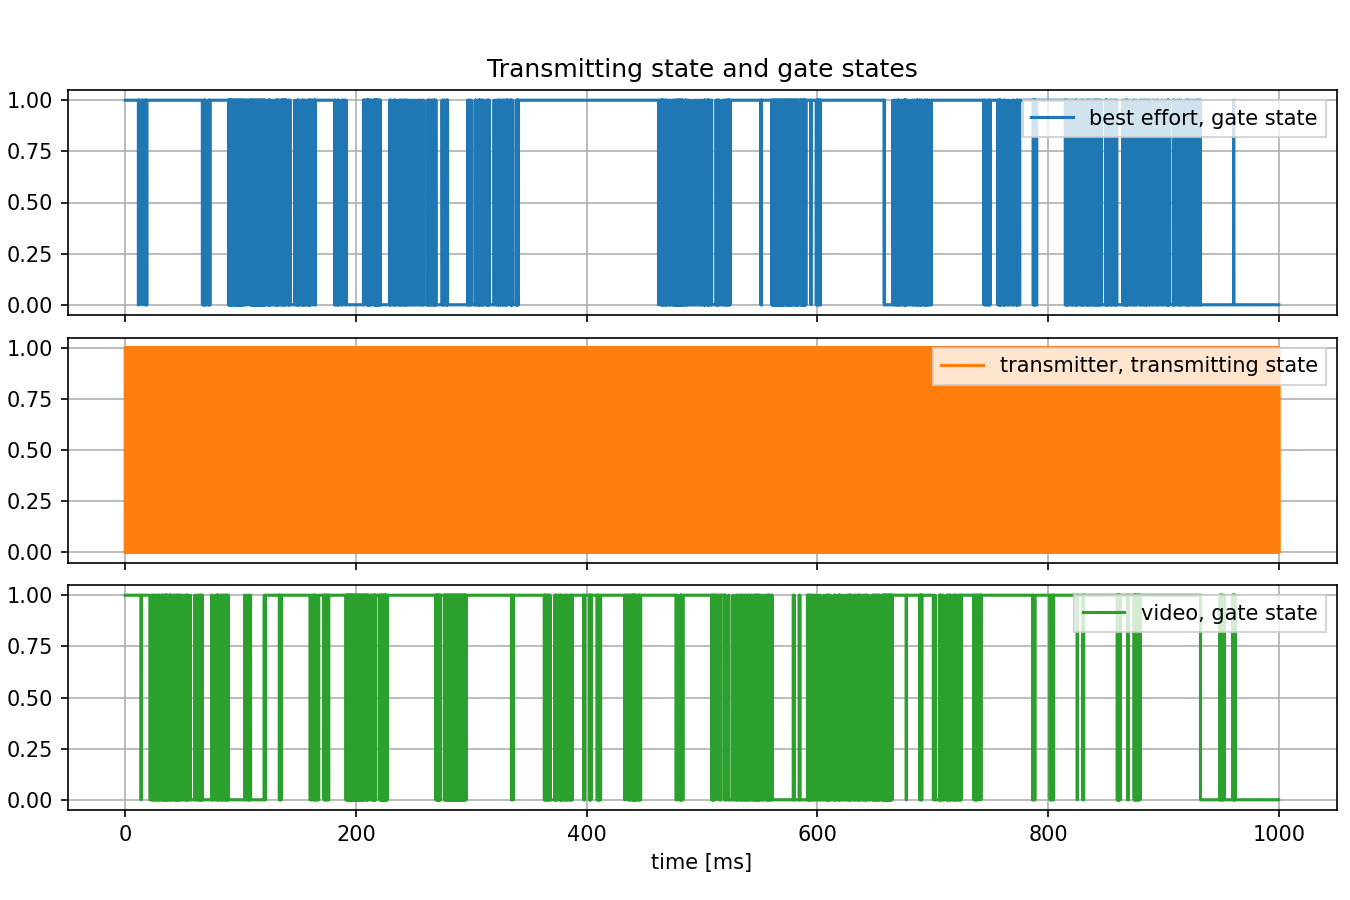 Transmitting state and gate states
1.00
0.75
0.50
0.25
0.00
best effort, gate state
1.00
0.75
0.50
0.25
0.00
transmitter, transmitting state
1.00
0.75
0.50
0.25
0.00
video, gate state
0 200 400 600 800 1000
time [ms]